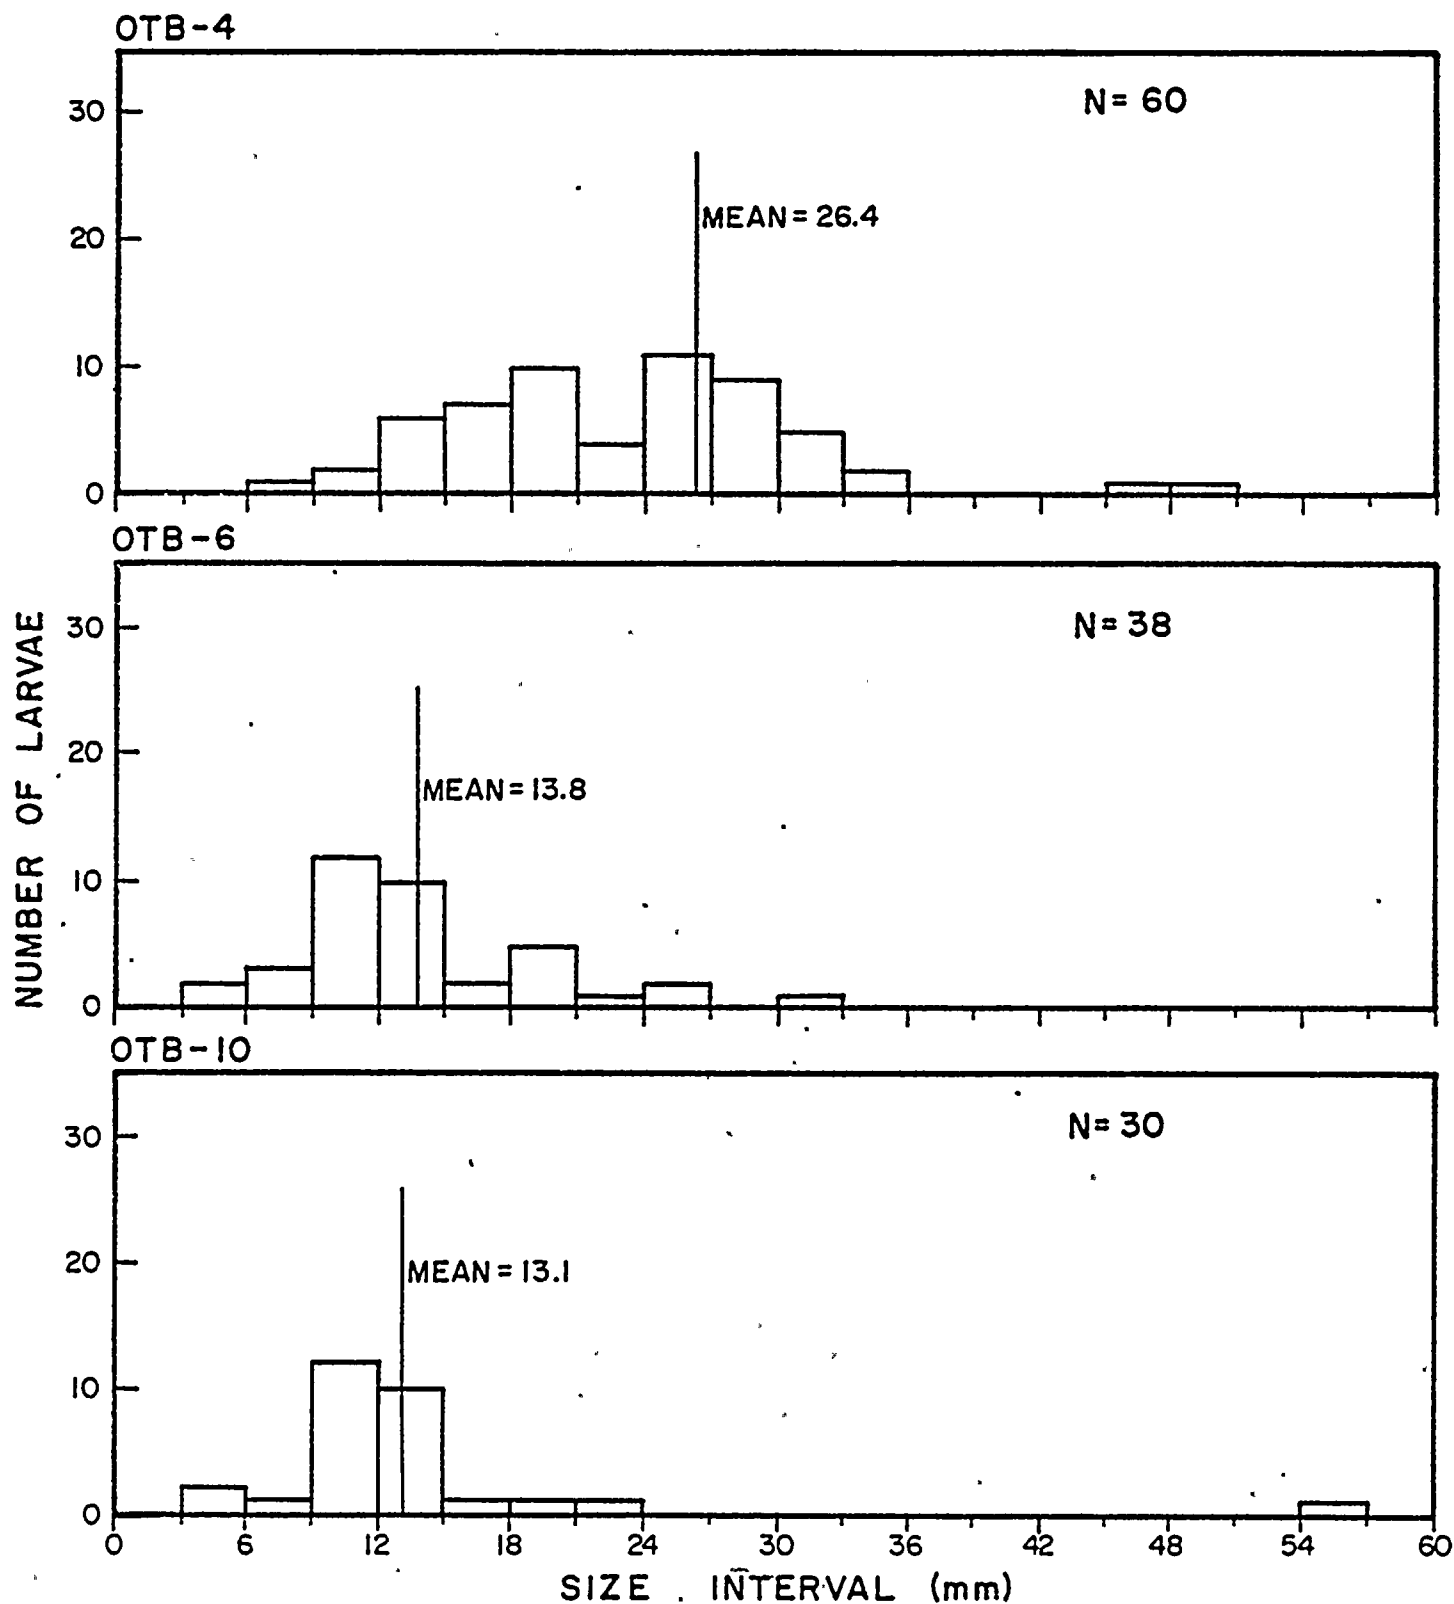 OTB-4
N= 60
30
MEAN= 26.4
20
10
0
OTB-6
N= 38
30
20
MEAN= 13.8
10
0
OTB-10
N= 30
30
20
MEAN = 13.1
10
0
0 6 12 18 24 30 36 42 48 54 60
SIZE . INTERVAL (mm)
NUMBER OF LARVAE